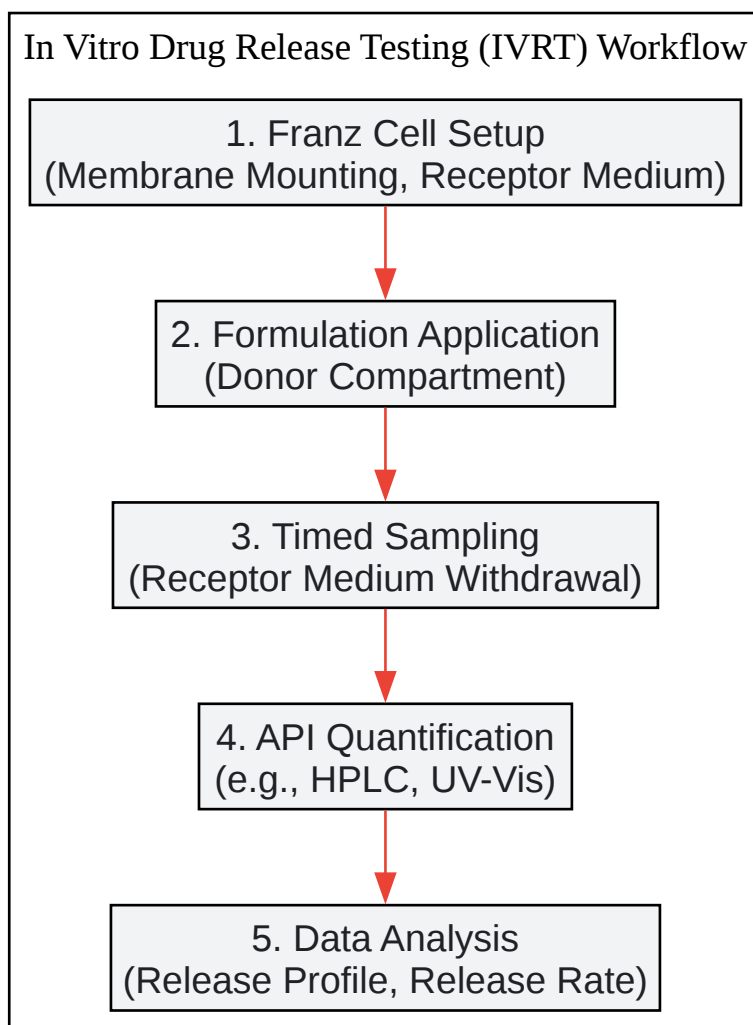 In Vitro Drug Release Testing (IVRT) Workflow
1. Franz Cell Setup
(Membrane Mounting, Receptor Medium)
2. Formulation Application
(Donor Compartment)
3. Timed Sampling
(Receptor Medium Withdrawal)
4. API Quantification
(e.g., HPLC, UV-Vis)
5. Data Analysis
(Release Profile, Release Rate)